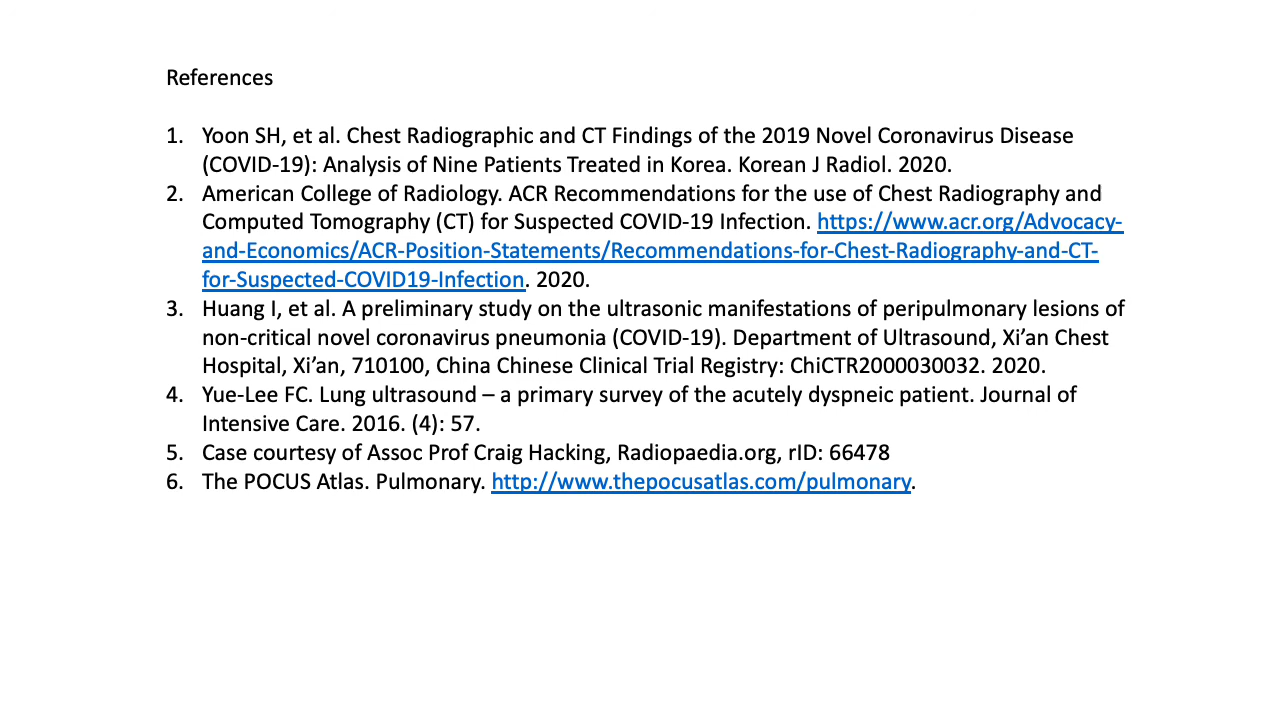 References
1. Yoon SH, et al. Chest Radiographic and CT Findings of the 2019 Novel Coronavirus Disease
(COVID-19): Analysis of Nine Patients Treated in Korea. Korean J Radiol. 2020.
2. American College of Radiology. ACR Recommendations for the use of Chest Radiography and
Computed Tomography (CT) for Suspected COVID-19 Infection. https://www.acr.org/Advocacy-
and-Economics/ACR-Position-Statements/Recommendations-for-Chest-Radiography-and-CT-
for-Suspected-COVID19-Infection. 2020.
3. Huang I, et al. A preliminary study on the ultrasonic manifestations of peripulmonary lesions of
non-critical novel coronavirus pneumonia (COVID-19). Department of Ultrasound, Xi’an Chest
Hospital, Xi’an, 710100, China Chinese Clinical Trial Registry: ChiCTR2000030032. 2020.
4. Yue-Lee FC. Lung ultrasound – a primary survey of the acutely dyspneic patient. Journal of
Intensive Care. 2016. (4): 57.
5. Case courtesy of Assoc Prof Craig Hacking, Radiopaedia.org, rID: 66478
6. The POCUS Atlas. Pulmonary. http://www.thepocusatlas.com/pulmonary.